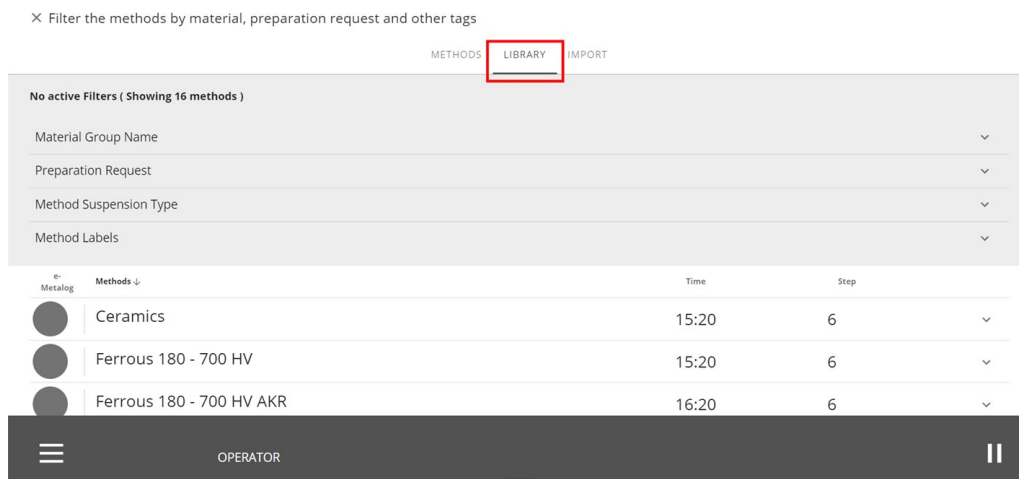 Filter the methods by material, preparation request and other tags
METHODS LIBRARY IMPORT
No active Filters ( Showing 16 methods )
Material Group Name
Preparation Request
Method Suspension Type
Method Labels
e-
Metalog Methods ↓ Time Step
Ceramics 15:20 6
Ferrous 180 - 700 HV 15:20 6
Ferrous 180 - 700 HV AKR 16:20 6
OPERATOR